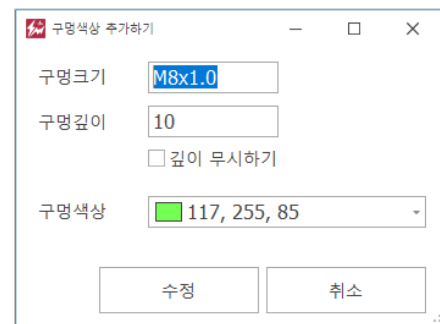 구멍색상 추가하기
구멍크기 M8x1.0
구멍깊이 10
깊이 무시하기
구멍색상 117, 255, 85
수정 취소